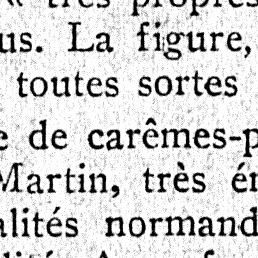 « très propres
us. La figure,
toutes sortes
e de carêmes-p
Martin, très é
alités normand